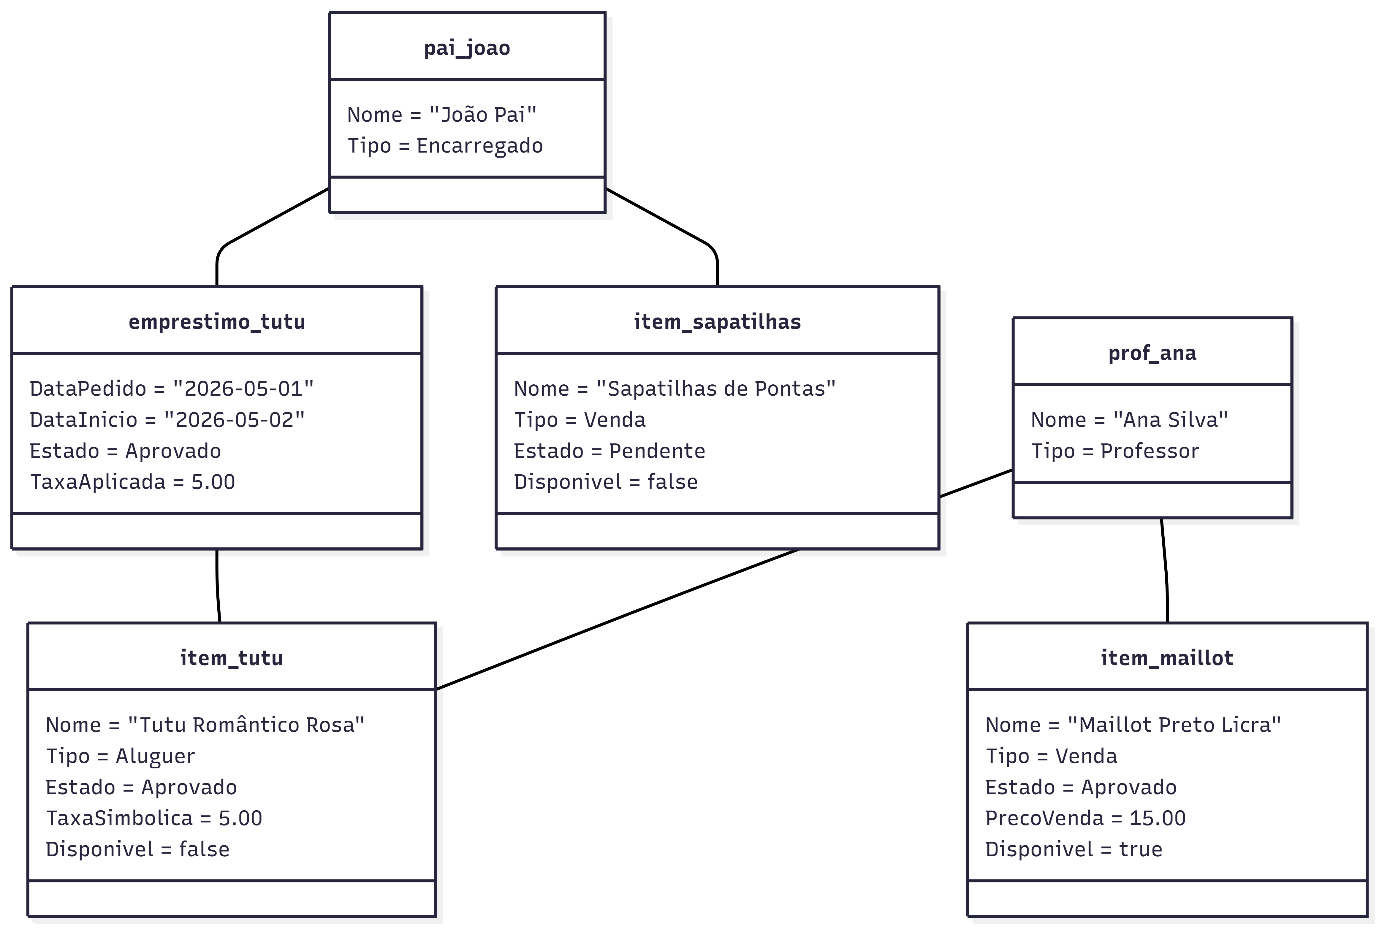 pai_joao
Nome = "João Pai"
Tipo = Encarregado
emprestimo_tutu
DataPedido = "2026-05-01"
DataInicio = "2026-05-02"
Estado = Aprovado
TaxaAplicada = 5.00
item_sapatilhas
Nome = "Sapatilhas de Pontas"
Tipo = Venda
Estado = Pendente
Disponivel = false
prof_ana
Nome = "Ana Silva"
Tipo = Professor
item_tutu
Nome = "Tutu Romântico Rosa"
Tipo = Aluguer
Estado = Aprovado
TaxaSimbolica = 5.00
Disponivel = false
item_maillot
Nome = "Maillot Preto Licra"
Tipo = Venda
Estado = Aprovado
PrecoVenda = 15.00
Disponivel = true